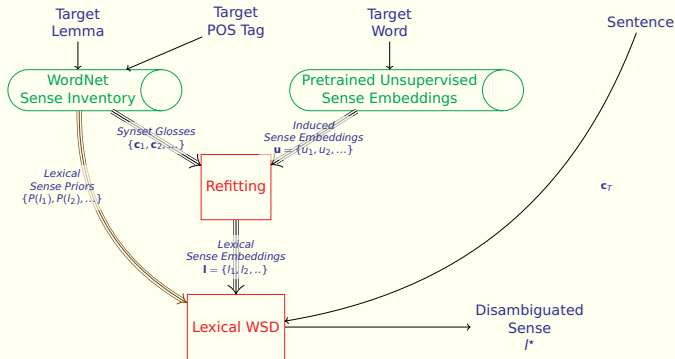 Target
Lemma
Target
POS Tag
Target
Word
Sentence
WordNet
Sense Inventory
Pretrained Unsupervised
Sense Embeddings
Synset Glosses
{c₁, c₂, …}
Induced
Sense Embeddings
u = {u₁, u₂, …}
Lexical
Sense Priors
{P(l₁), P(l₂), …}
Refitting
c_T
Lexical
Sense Embeddings
l = {l₁, l₂, ..}
Lexical WSD
Disambiguated
Sense
l⋆